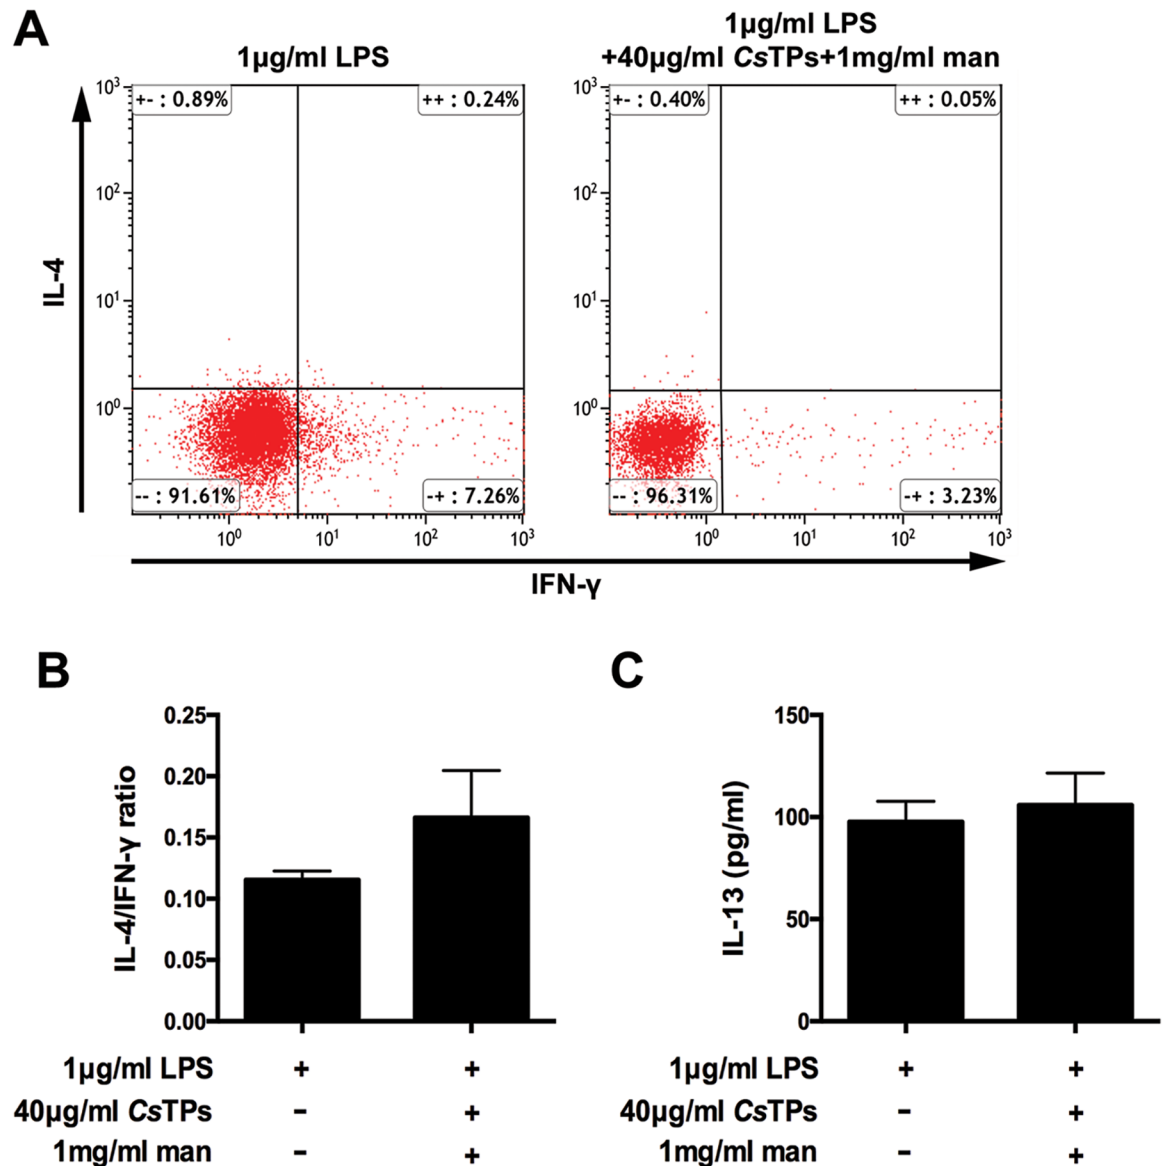 A
1μg/ml LPS
1μg/ml LPS
+40μg/ml CsTPs+1mg/ml man
10³
+- : 0.89%
++ : 0.24%
10³
+- : 0.40%
++ : 0.05%
10²
10²
IL-4
10¹
10¹
10⁰
10⁰
-- : 91.61%
-+ : 7.26%
-- : 96.31%
-+ : 3.23%
10⁰ 10¹ 10² 10³
10⁰ 10¹ 10² 10³
IFN-γ
B
IL-4/IFN-γ ratio
0.25
0.20
0.15
0.10
0.05
0.00
1μg/ml LPS + +
40μg/ml CsTPs - +
1mg/ml man - +
C
IL-13 (pg/ml)
150
100
50
0
1μg/ml LPS + +
40μg/ml CsTPs - +
1mg/ml man - +